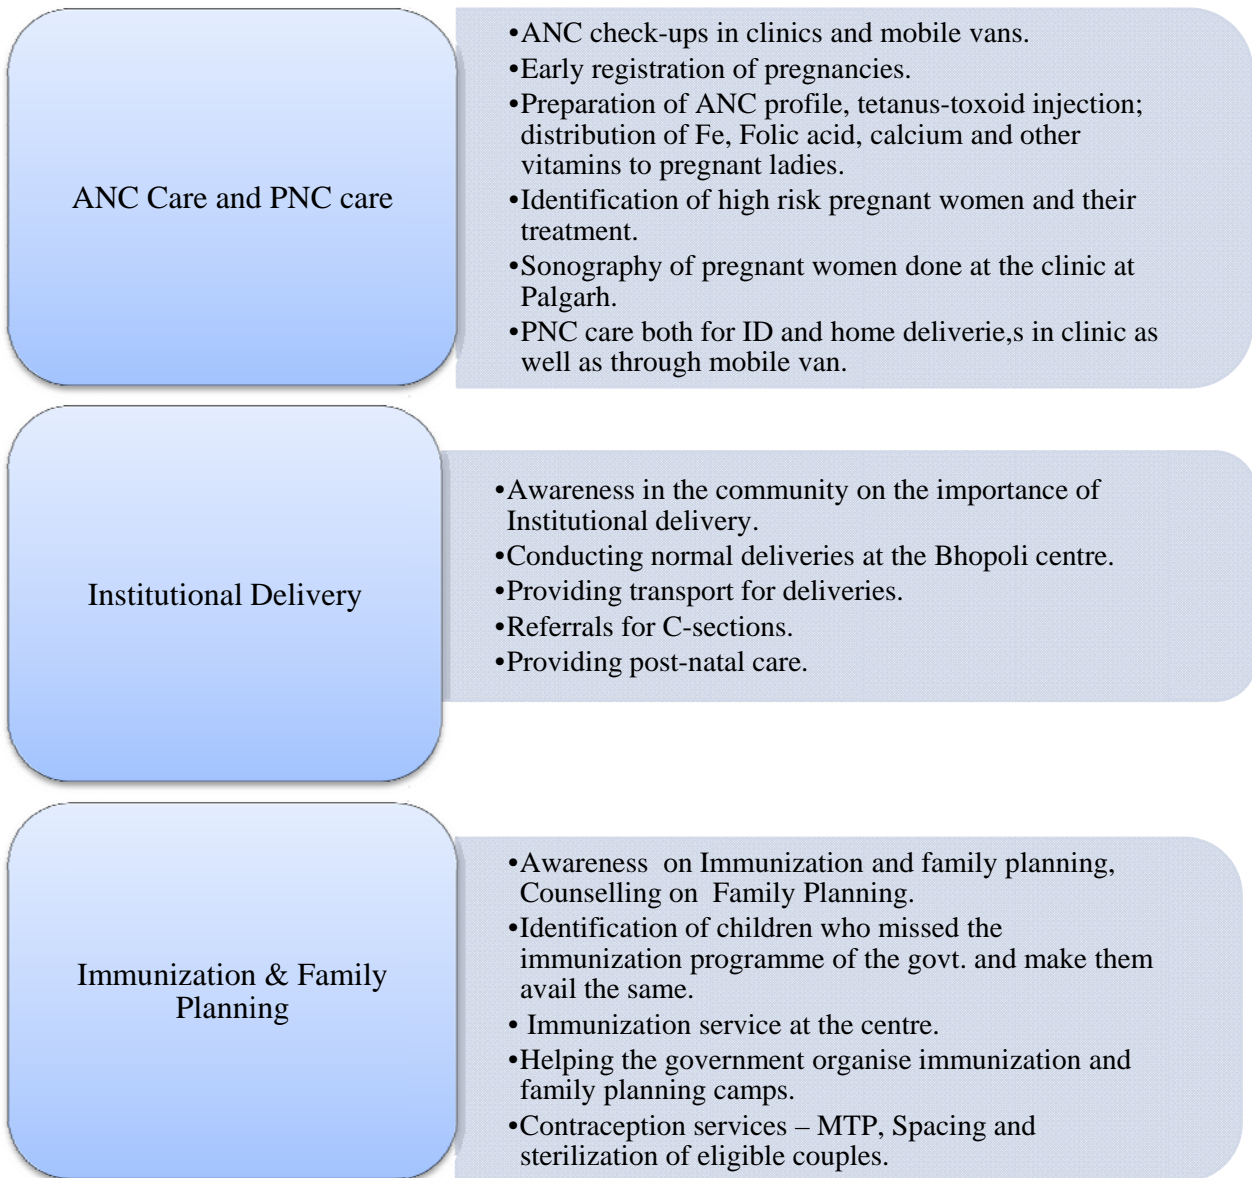 ANC Care and PNC care
•ANC check-ups in clinics and mobile vans.
•Early registration of pregnancies.
•Preparation of ANC profile, tetanus-toxoid injection;
distribution of Fe, Folic acid, calcium and other
vitamins to pregnant ladies.
•Identification of high risk pregnant women and their
treatment.
•Sonography of pregnant women done at the clinic at
Palgarh.
•PNC care both for ID and home deliverie,s in clinic as
well as through mobile van.
Institutional Delivery
•Awareness in the community on the importance of
Institutional delivery.
•Conducting normal deliveries at the Bhopoli centre.
•Providing transport for deliveries.
•Referrals for C-sections.
•Providing post-natal care.
Immunization & Family
Planning
•Awareness  on Immunization and family planning,
Counselling on  Family Planning.
•Identification of children who missed the
immunization programme of the govt. and make them
avail the same.
• Immunization service at the centre.
•Helping the government organise immunization and
family planning camps.
•Contraception services – MTP, Spacing and
sterilization of eligible couples.